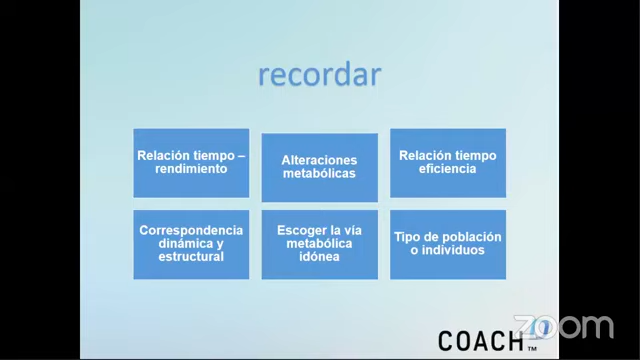 recordar
Relación tiempo –
rendimiento
Alteraciones
metabólicas
Relación tiempo
eficiencia
Correspondencia
dinámica y
estructural
Escoger la vía
metabólica
idónea
Tipo de población
o individuos
zoom
COACH™